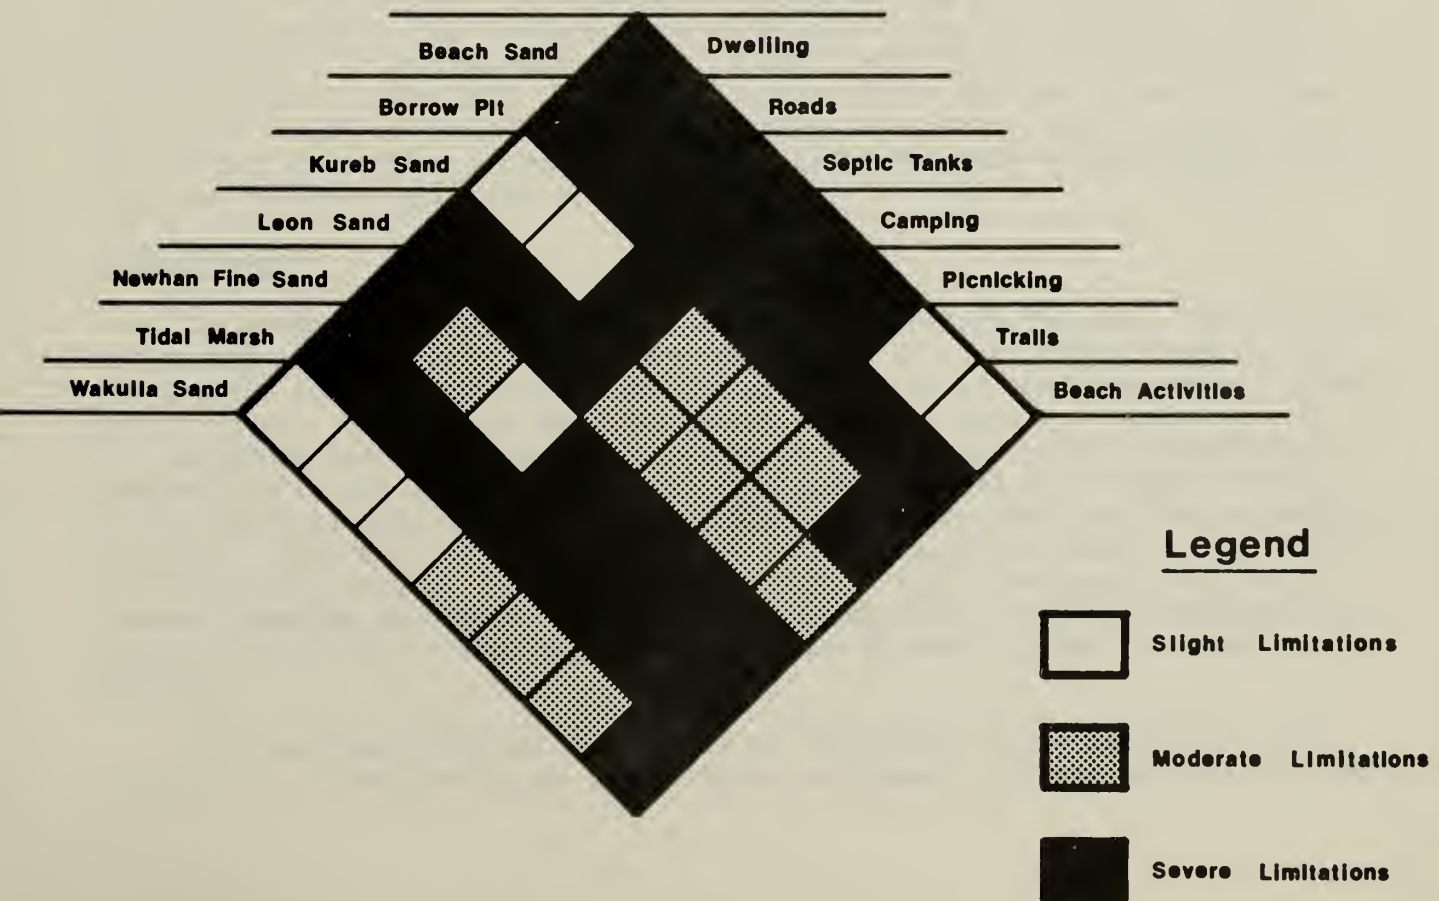 Beach Sand
Dwelling
Borrow Pit
Roads
Kureb Sand
Septic Tanks
Leon Sand
Camping
Newhan Fine Sand
Picnicking
Tidal Marsh
Trails
Wakulla Sand
Beach Activities
Legend
Slight Limitations
Moderate Limitations
Severe Limitations